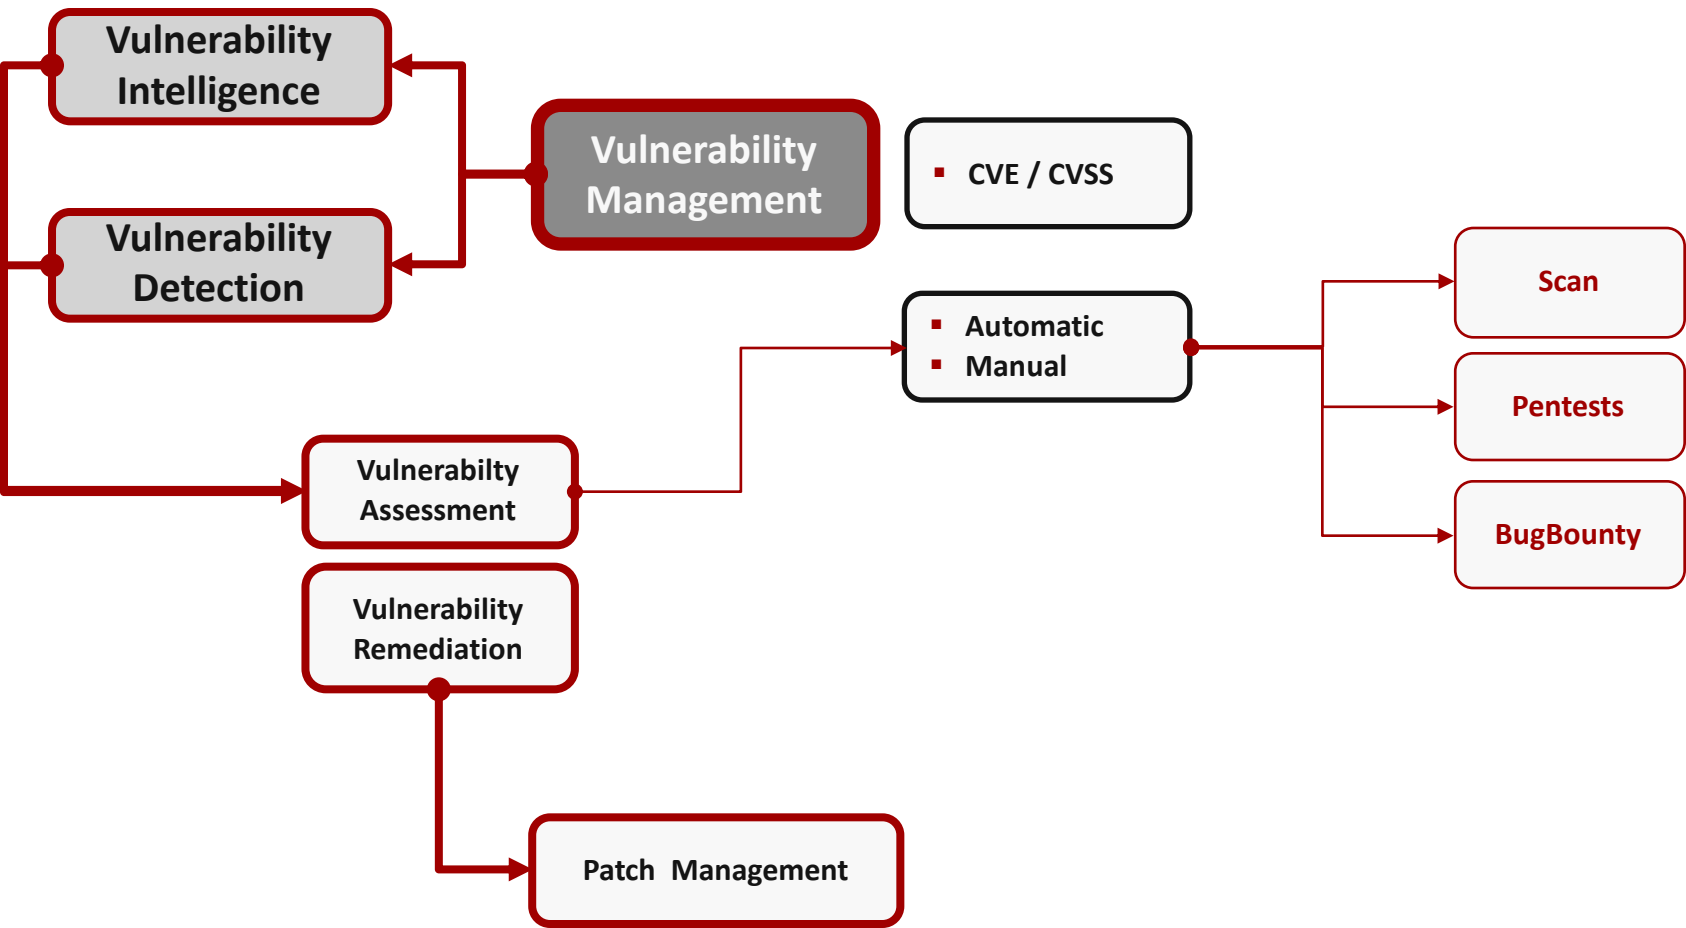 Vulnerability
Intelligence
Vulnerability
Management
CVE / CVSS
Vulnerability
Detection
Scan
Automatic
Manual
Pentests
Vulnerabilty
Assessment
BugBounty
Vulnerability
Remediation
Patch Management